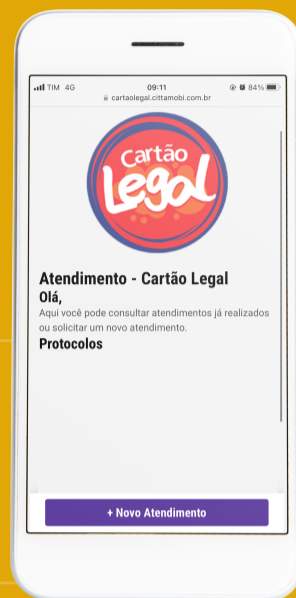 TIM 4G 09:11 84%
cartaolegal.cittamobi.com.br
Cartão
Legal
Atendimento - Cartão Legal
Olá,
Aqui você pode consultar atendimentos já realizados
ou solicitar um novo atendimento.
Protocolos
+ Novo Atendimento